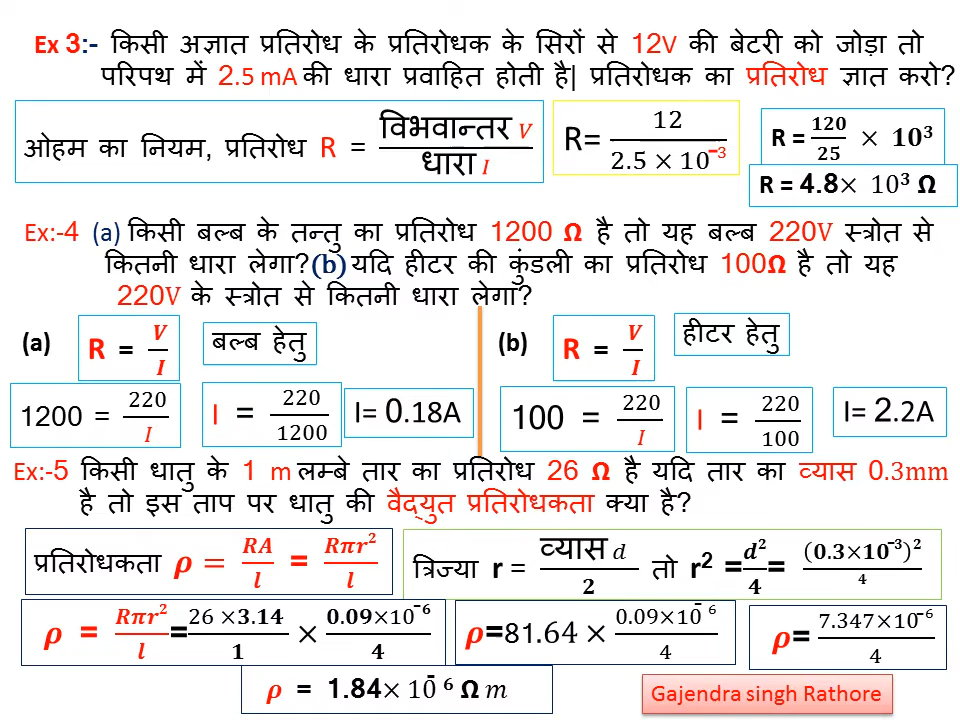 Ex 3:- किसी अज्ञात प्रतिरोध के प्रतिरोधक के सिरों से 12V की बेटरी को जोड़ा तो
परिपथ में 2.5 mA की धारा प्रवाहित होती है| प्रतिरोधक का प्रतिरोध ज्ञात करो?
ओहम का नियम, प्रतिरोध R = विभवान्तर V / धारा I
R= 12 / 2.5 × 10⁻³
R = 120/25 × 10³
R = 4.8× 10³ Ω
Ex:-4 (a) किसी बल्ब के तन्तु का प्रतिरोध 1200 Ω है तो यह बल्ब 220V स्त्रोत से
कितनी धारा लेगा?(b) यदि हीटर की कुंडली का प्रतिरोध 100Ω है तो यह
220V के स्त्रोत से कितनी धारा लेगा?
(a) R = V/I बल्ब हेतु
1200 = 220/I
I = 220/1200
I= 0.18A
(b) R = V/I हीटर हेतु
100 = 220/I
I = 220/100
I= 2.2A
Ex:-5 किसी धातु के 1 m लम्बे तार का प्रतिरोध 26 Ω है यदि तार का व्यास 0.3mm
है तो इस ताप पर धातु की वैद्युत प्रतिरोधकता क्या है?
प्रतिरोधकता ρ = RA/l = Rπr²/l
त्रिज्या r = व्यास d/2 तो r² =d²/4= (0.3×10⁻³)²/4
ρ = Rπr²/l=26 ×3.14/1 × 0.09×10⁻⁶/4
ρ=81.64 × 0.09×10⁻⁶/4
ρ= 7.347×10⁻⁶/4
ρ = 1.84× 10⁻⁶ Ω m
Gajendra singh Rathore